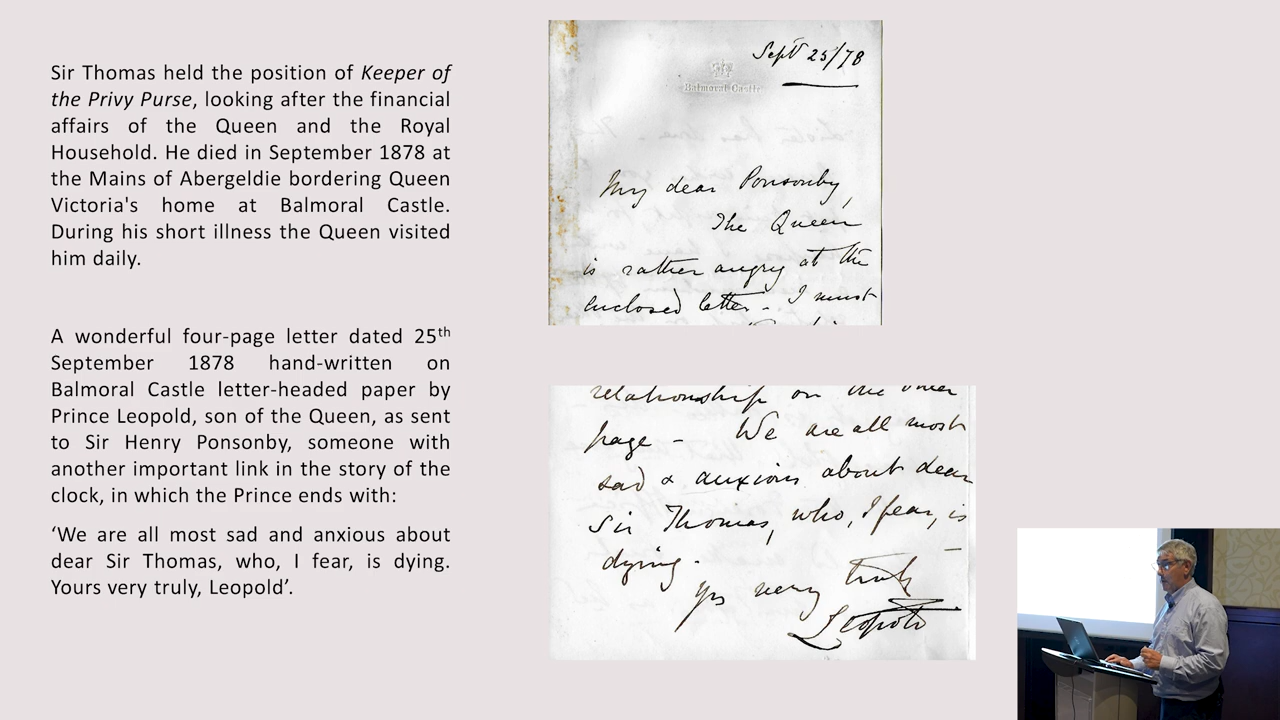 Sir Thomas held the position of Keeper of
the Privy Purse, looking after the financial
affairs of the Queen and the Royal
Household. He died in September 1878 at
the Mains of Abergeldie bordering Queen
Victoria's home at Balmoral Castle.
During his short illness the Queen visited
him daily.
A wonderful four-page letter dated 25th
September 1878 hand-written on
Balmoral Castle letter-headed paper by
Prince Leopold, son of the Queen, as sent
to Sir Henry Ponsonby, someone with
another important link in the story of the
clock, in which the Prince ends with:
‘We are all most sad and anxious about
dear Sir Thomas, who, I fear, is dying.
Yours very truly, Leopold’.
Sept 25/78
Balmoral Castle
My dear Ponsonby,
The Queen
is rather angry at the
enclosed letter - I must
relationship on the other
page - We are all most
sad & anxious about dear
Sir Thomas, who, I fear, is
dying. -
Yrs very truly
Leopold